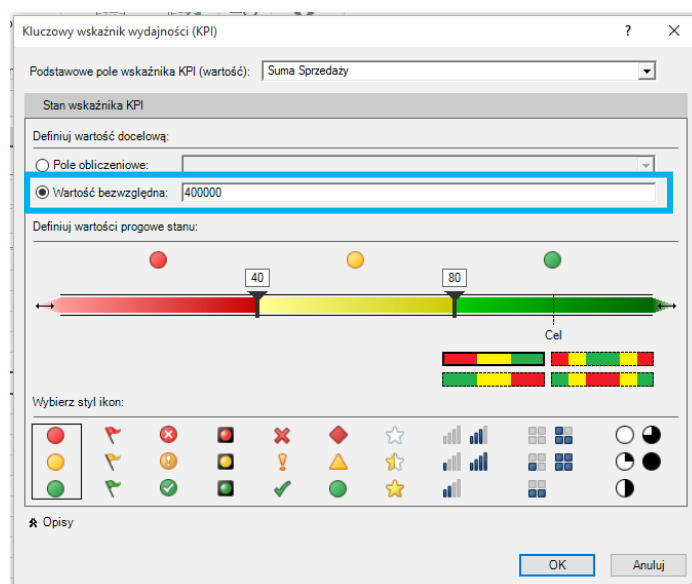 Kluczowy wskaźnik wydajności (KPI) ?
Podstawowe pole wskaźnika KPI (wartość): Suma Sprzedaży
Stan wskaźnika KPI
Definiuj wartość docelową:
Pole obliczeniowe:
Wartość bezwzględna: 400000
Definiuj wartości progowe stanu:
40 80
Cel
Wybierz styl ikon:
Opisy
OK Anuluj